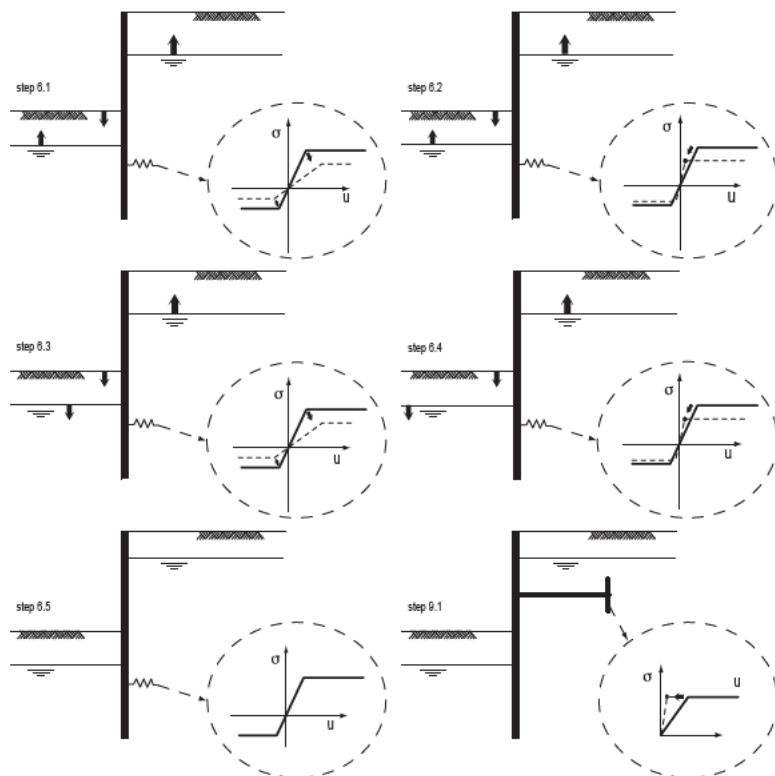 step 6.1
σ
u
step 6.2
σ
u
step 6.3
σ
u
step 6.4
σ
u
step 6.5
σ
u
step 9.1
σ
u